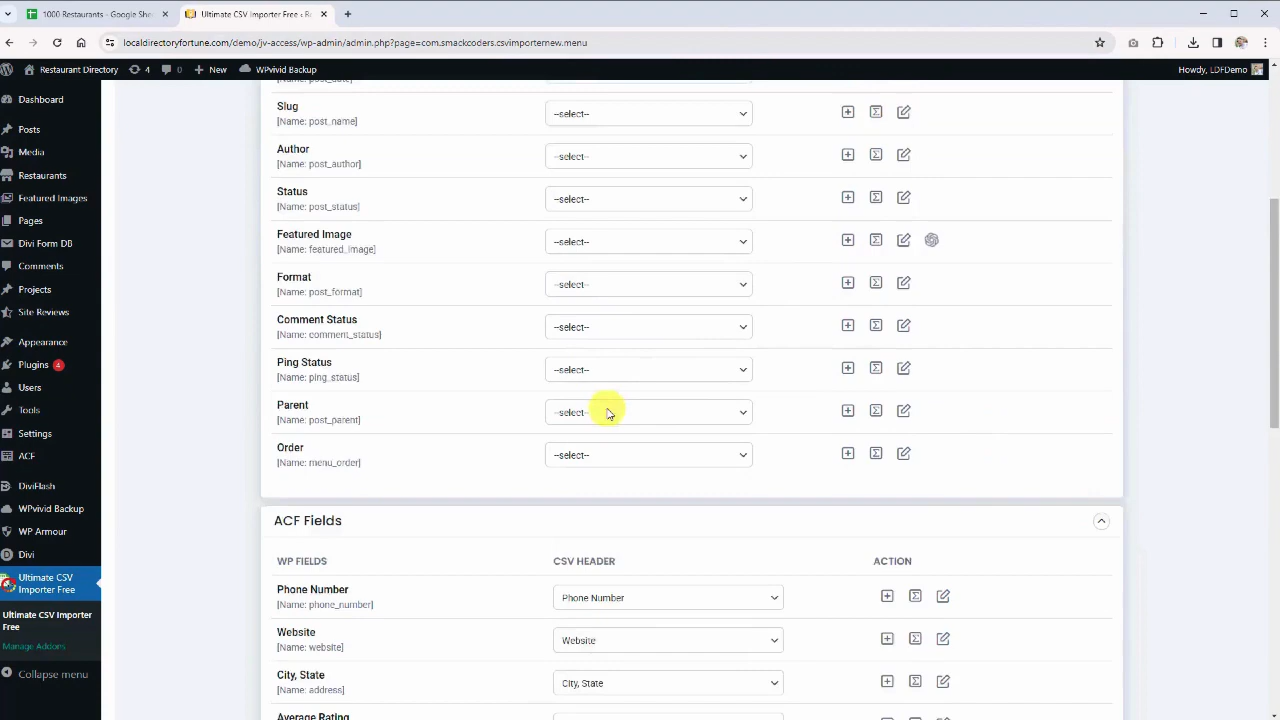 1000 Restaurants - Google She
Ultimate CSV Importer Free ‹ Re
localdirectoryfortune.com/demo/jv-access/wp-admin/admin.php?page=com.smackcoders.csvimporternew.menu
Restaurant Directory
4
0
New
WPvivid Backup
Howdy, LDFDemo
Dashboard
Posts
Media
Restaurants
Featured Images
Pages
Divi Form DB
Comments
Projects
Site Reviews
Appearance
Plugins 4
Users
Tools
Settings
ACF
DiviFlash
WPvivid Backup
WP Armour
Divi
Ultimate CSV
Importer Free
Ultimate CSV Importer
Free
Manage Addons
Collapse menu
[Name: post_date]
Slug
[Name: post_name]
--select--
Author
[Name: post_author]
--select--
Status
[Name: post_status]
--select--
Featured Image
[Name: featured_image]
--select--
Format
[Name: post_format]
--select--
Comment Status
[Name: comment_status]
--select--
Ping Status
[Name: ping_status]
--select--
Parent
[Name: post_parent]
--select--
Order
[Name: menu_order]
--select--
ACF Fields
WP FIELDS
CSV HEADER
ACTION
Phone Number
[Name: phone_number]
Phone Number
Website
[Name: website]
Website
City, State
[Name: address]
City, State
Average Rating